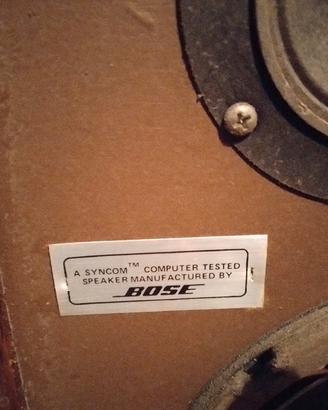 A SYNCOM™ COMPUTER TESTED
SPEAKER MANUFACTURED BY
BOSE